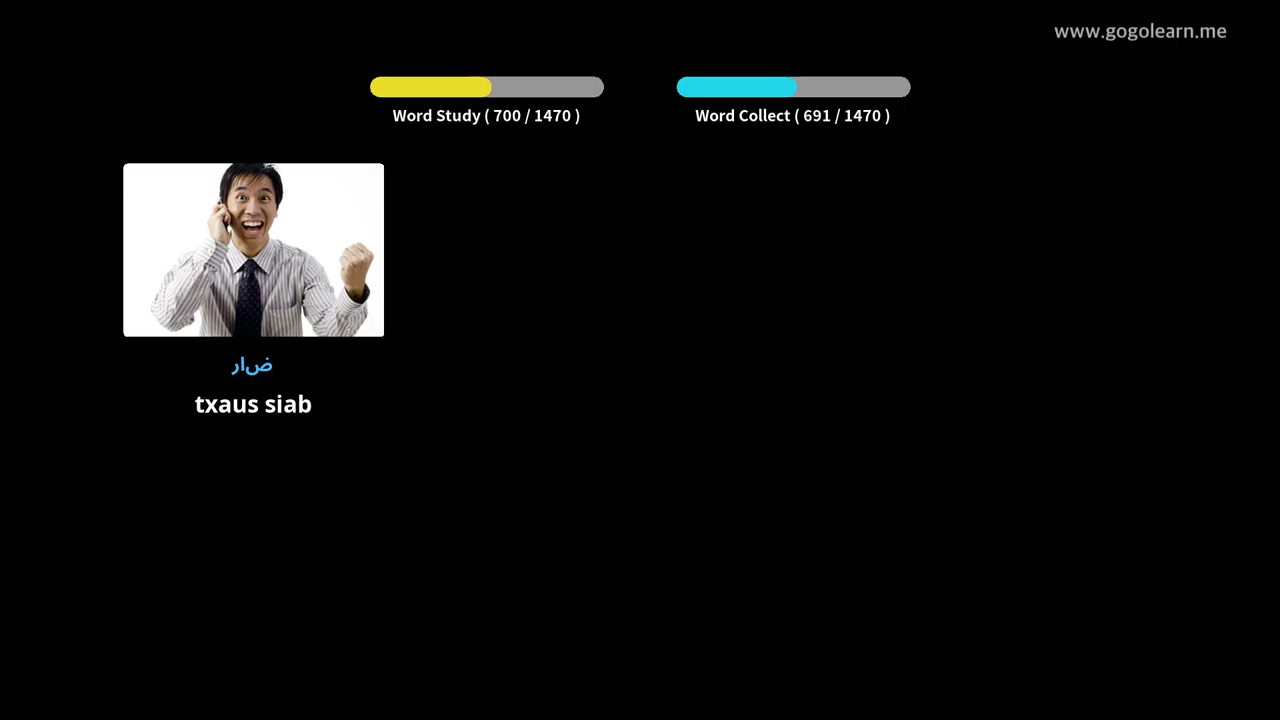 www.gogolearn.me
Word Study ( 700 / 1470 )
Word Collect ( 691 / 1470 )
ضار
txaus siab